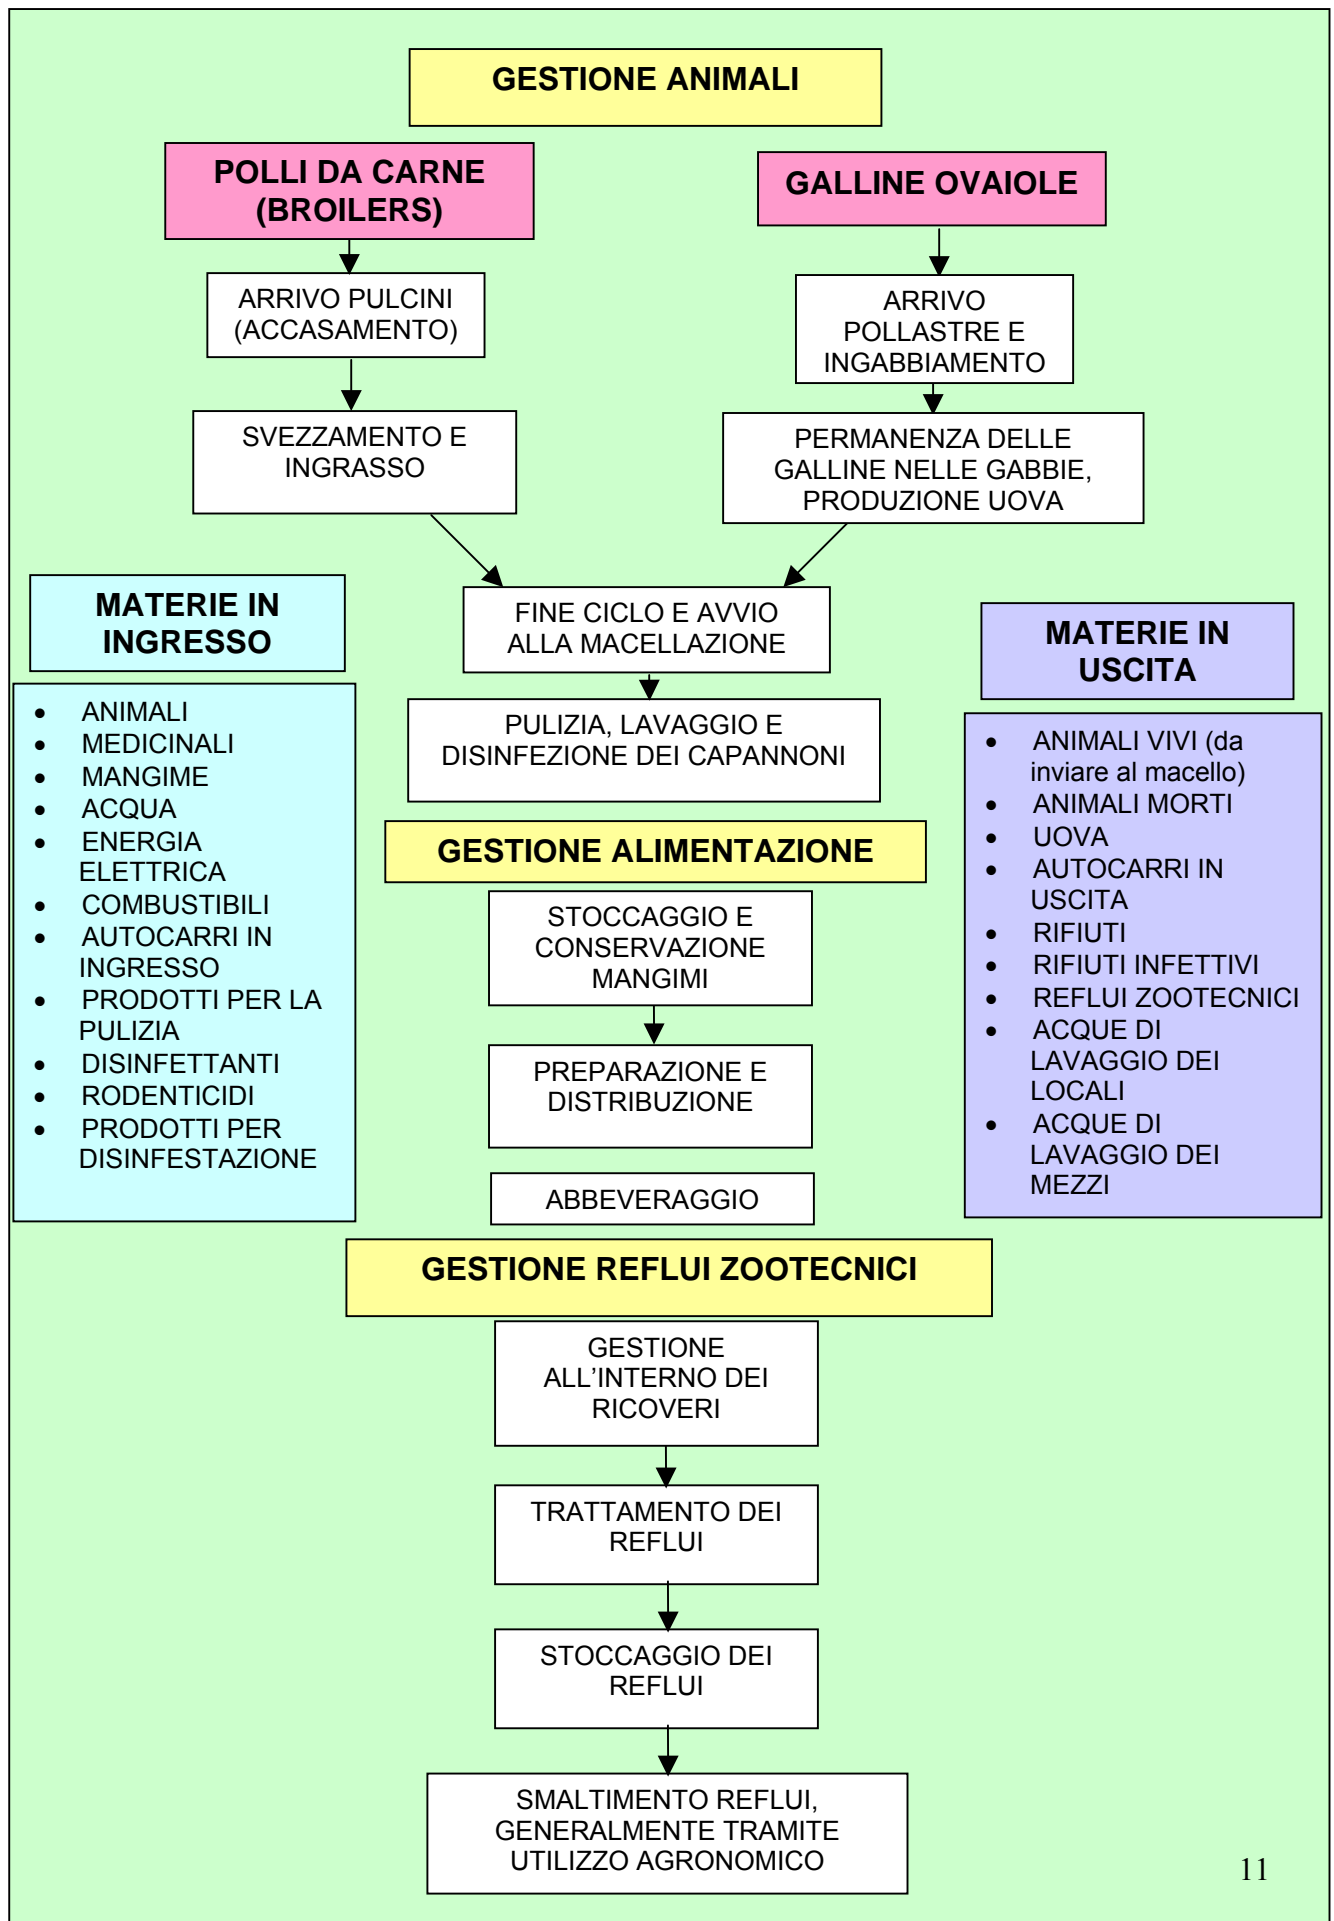 GESTIONE ANIMALI
POLLI DA CARNE
(BROILERS)
GALLINE OVAIOLE
ARRIVO PULCINI
(ACCASAMENTO)
ARRIVO
POLLASTRE E
INGABBIAMENTO
SVEZZAMENTO E
INGRASSO
PERMANENZA DELLE
GALLINE NELLE GABBIE,
PRODUZIONE UOVA
FINE CICLO E AVVIO
ALLA MACELLAZIONE
PULIZIA, LAVAGGIO E
DISINFEZIONE DEI CAPANNONI
MATERIE IN
INGRESSO
• ANIMALI
• MEDICINALI
• MANGIME
• ACQUA
• ENERGIA
ELETTRICA
• COMBUSTIBILI
• AUTOCARRI IN
INGRESSO
• PRODOTTI PER LA
PULIZIA
• DISINFETTANTI
• RODENTICIDI
• PRODOTTI PER
DISINFESTAZIONE
MATERIE IN
USCITA
• ANIMALI VIVI (da
inviare al macello)
• ANIMALI MORTI
• UOVA
• AUTOCARRI IN
USCITA
• RIFIUTI
• RIFIUTI INFETTIVI
• REFLUI ZOOTECNICI
• ACQUE DI
LAVAGGIO DEI
LOCALI
• ACQUE DI
LAVAGGIO DEI
MEZZI
GESTIONE ALIMENTAZIONE
STOCCAGGIO E
CONSERVAZIONE
MANGIMI
PREPARAZIONE E
DISTRIBUZIONE
ABBEVERAGGIO
GESTIONE REFLUI ZOOTECNICI
GESTIONE
ALL’INTERNO DEI
RICOVERI
TRATTAMENTO DEI
REFLUI
STOCCAGGIO DEI
REFLUI
SMALTIMENTO REFLUI,
GENERALMENTE TRAMITE
UTILIZZO AGRONOMICO
11